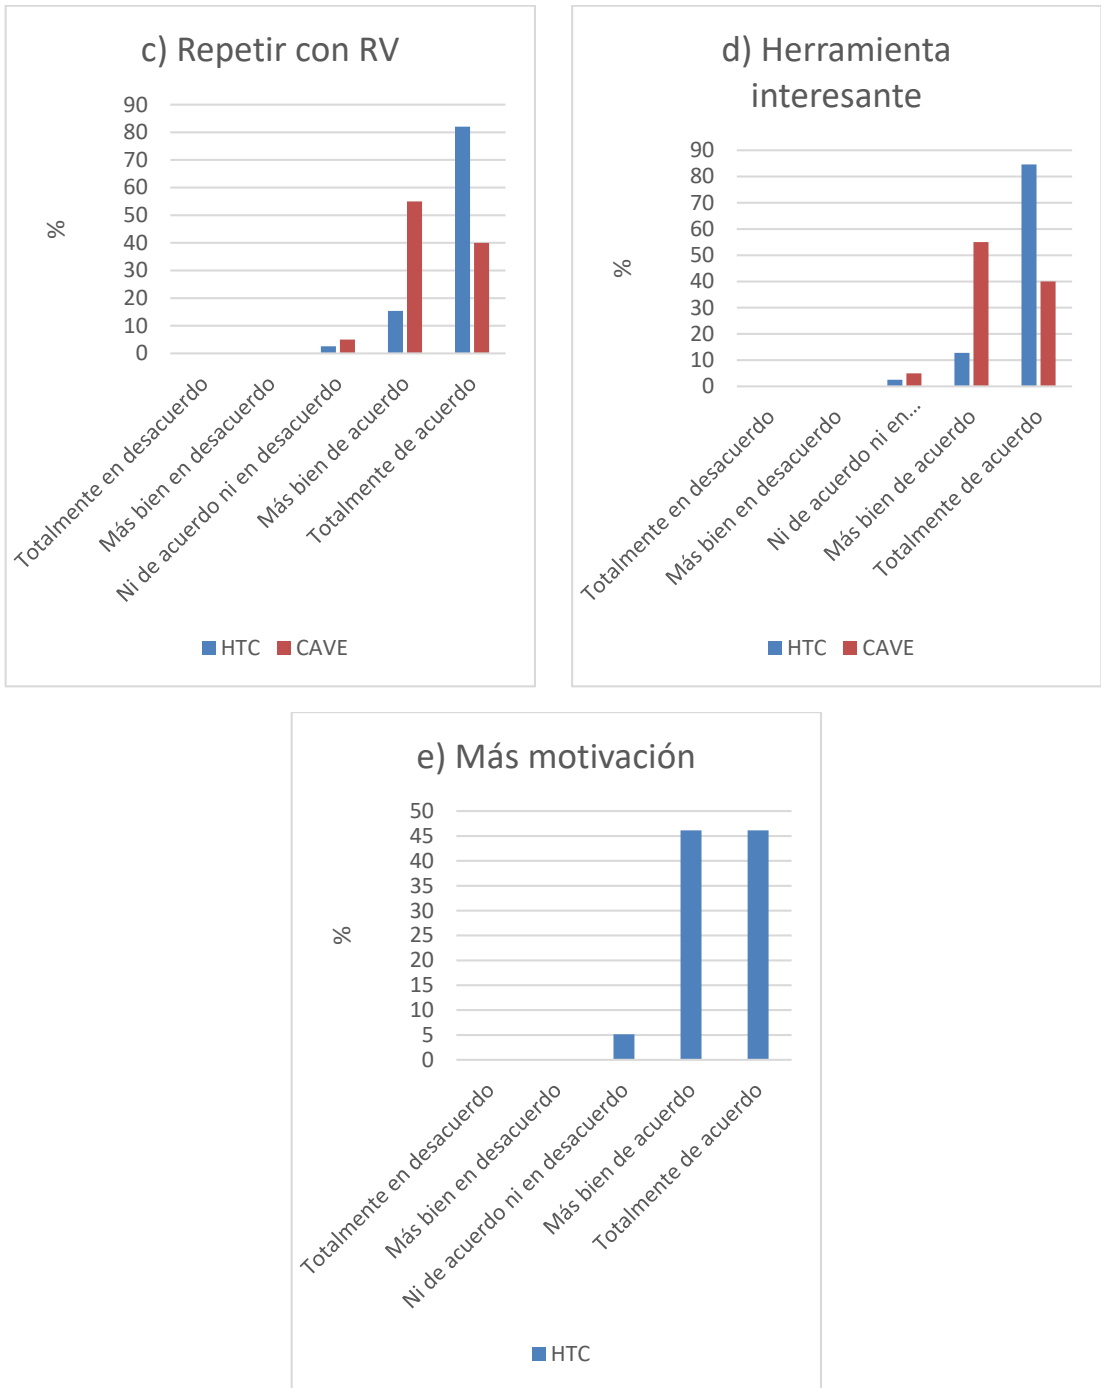 c) Repetir con RV
90
80
70
60
50
40
30
20
10
0
%
Totalmente en desacuerdo
Más bien en desacuerdo
Ni de acuerdo ni en desacuerdo
Más bien de acuerdo
Totalmente de acuerdo
HTC CAVE
d) Herramienta
interesante
90
80
70
60
50
40
30
20
10
0
%
Totalmente en desacuerdo
Más bien en desacuerdo
Ni de acuerdo ni en...
Más bien de acuerdo
Totalmente de acuerdo
HTC CAVE
e) Más motivación
50
45
40
35
30
25
20
15
10
5
0
%
Totalmente en desacuerdo
Más bien en desacuerdo
Ni de acuerdo ni en desacuerdo
Más bien de acuerdo
Totalmente de acuerdo
HTC